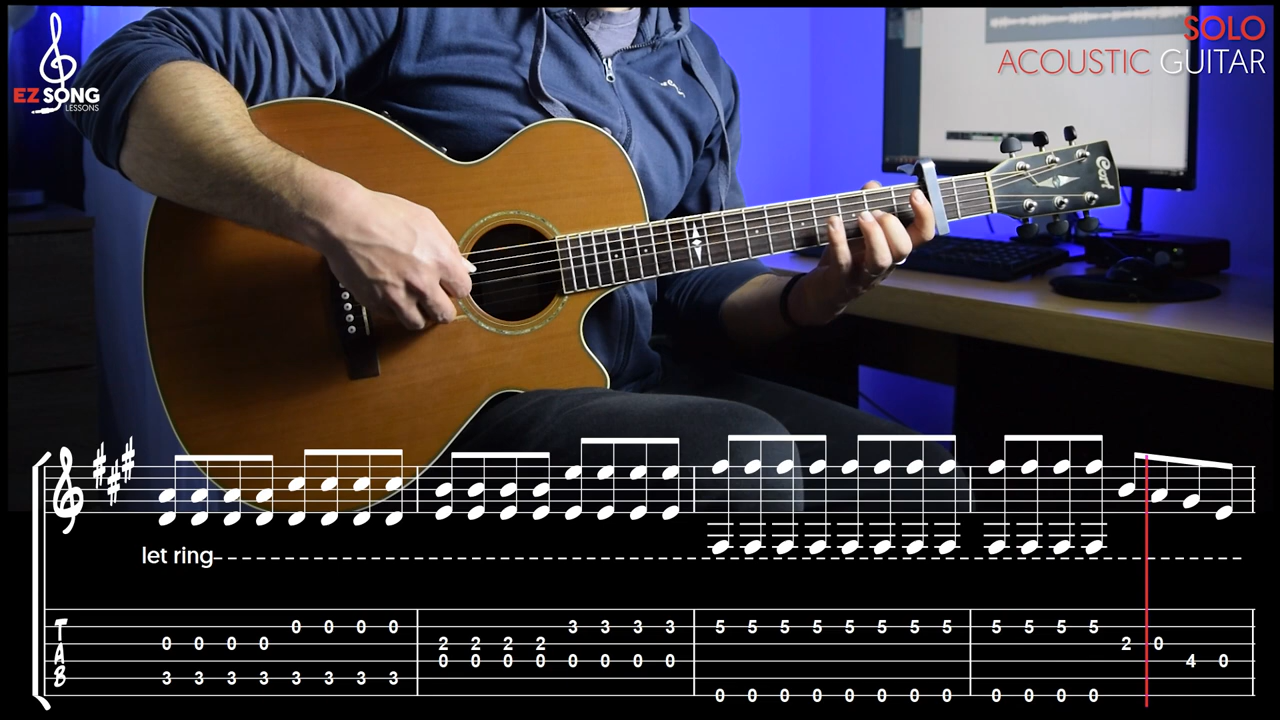 EZ SONG
LESSONS
SOLO
ACOUSTIC GUITAR
Cort
let ring
T
A
B
0 0 0 0 3 3 3 3 5 5 5 5 5 5 5 5 5 5 5 5
0 0 0 0 2 2 2 2 2 0
0 0 0 0 0 0 0 0 4 0
3 3 3 3 3 3 3 3
0 0 0 0 0 0 0 0 0 0 0 0